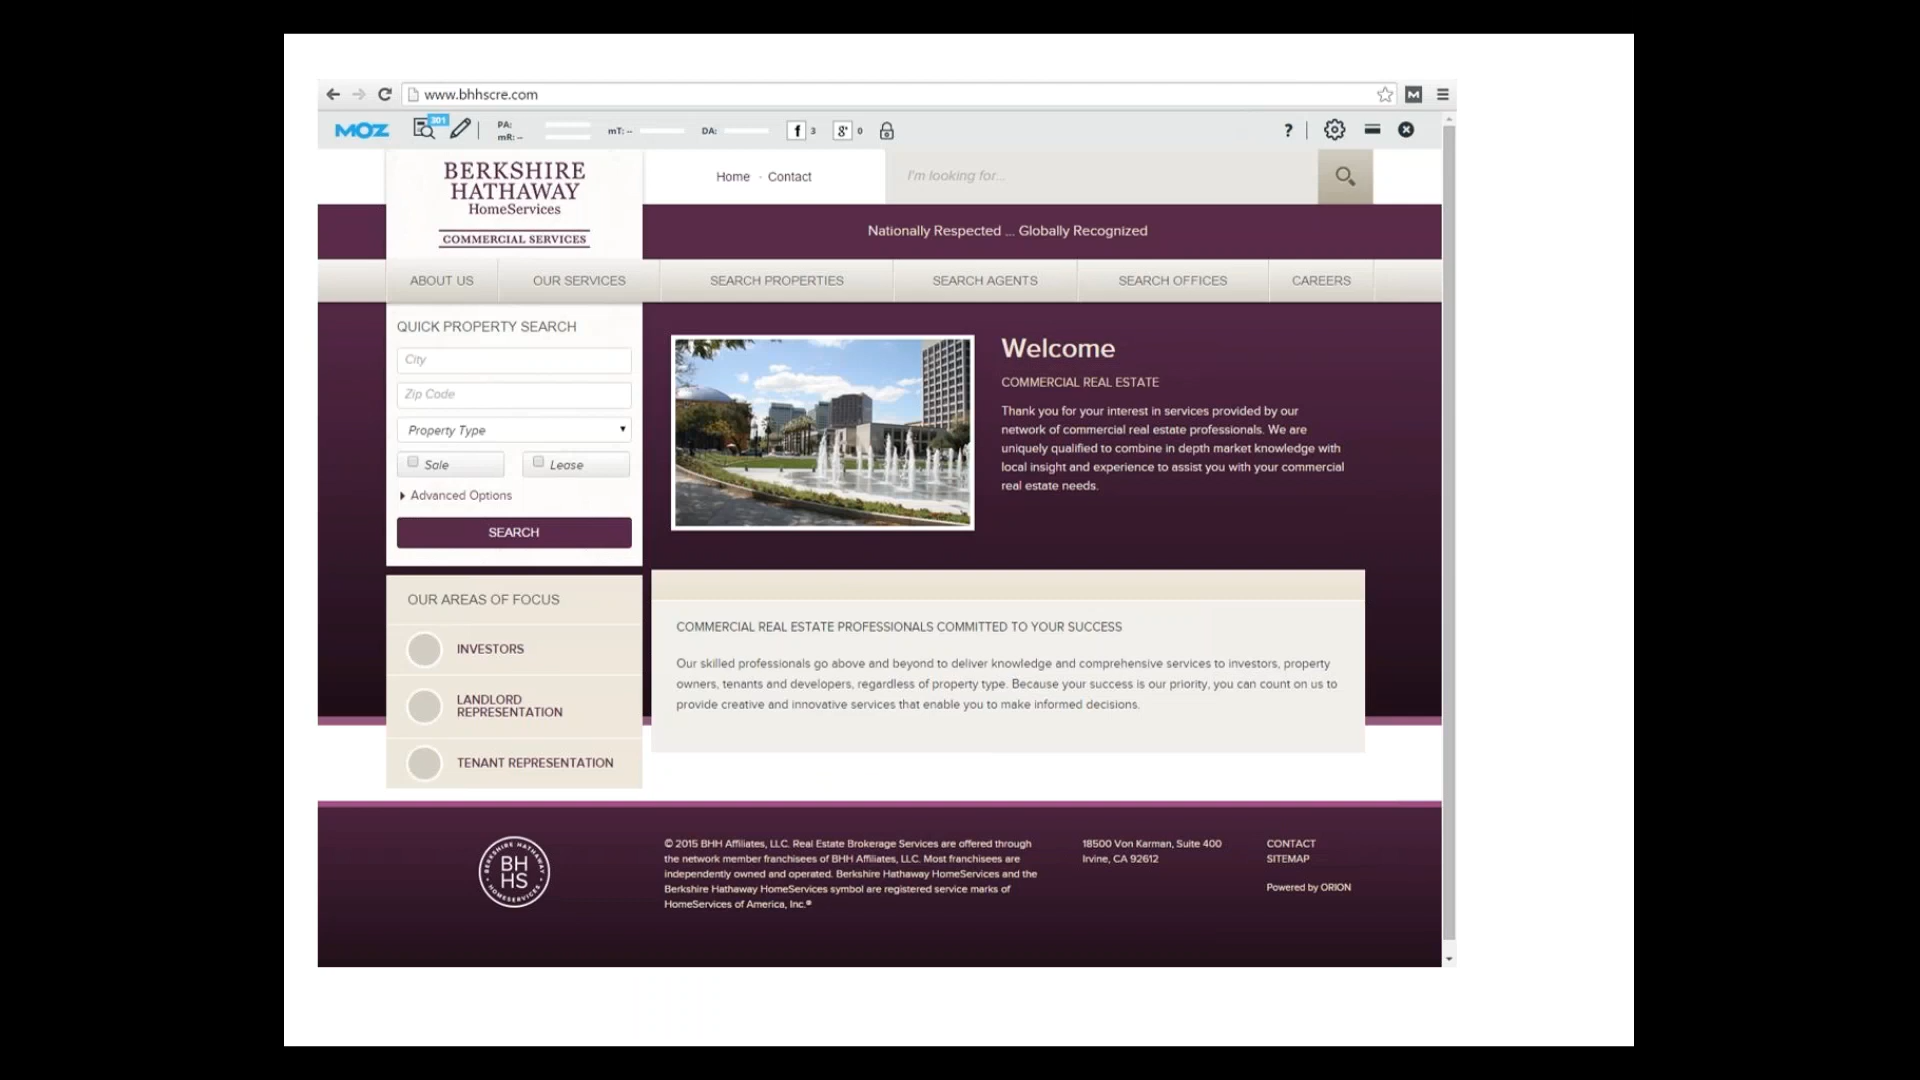 www.bhhscre.com
MOZ
301
PA:
mR: --
mT: --
DA:
f 3
g+ 0
?
M
BERKSHIRE
HATHAWAY
HomeServices
COMMERCIAL SERVICES
Home - Contact
I'm looking for...
Nationally Respected ... Globally Recognized
ABOUT US
OUR SERVICES
SEARCH PROPERTIES
SEARCH AGENTS
SEARCH OFFICES
CAREERS
QUICK PROPERTY SEARCH
City
Zip Code
Property Type
Sale
Lease
Advanced Options
SEARCH
Welcome
COMMERCIAL REAL ESTATE
Thank you for your interest in services provided by our
network of commercial real estate professionals. We are
uniquely qualified to combine in depth market knowledge with
local insight and experience to assist you with your commercial
real estate needs.
OUR AREAS OF FOCUS
INVESTORS
LANDLORD
REPRESENTATION
TENANT REPRESENTATION
COMMERCIAL REAL ESTATE PROFESSIONALS COMMITTED TO YOUR SUCCESS
Our skilled professionals go above and beyond to deliver knowledge and comprehensive services to investors, property
owners, tenants and developers, regardless of property type. Because your success is our priority, you can count on us to
provide creative and innovative services that enable you to make informed decisions.
BERKSHIRE HATHAWAY
BH
HS
HOMESERVICES
© 2015 BHH Affiliates, LLC. Real Estate Brokerage Services are offered through
the network member franchisees of BHH Affiliates, LLC. Most franchisees are
independently owned and operated. Berkshire Hathaway HomeServices and the
Berkshire Hathaway HomeServices symbol are registered service marks of
HomeServices of America, Inc.®
18500 Von Karman, Suite 400
Irvine, CA 92612
CONTACT
SITEMAP
Powered by ORION